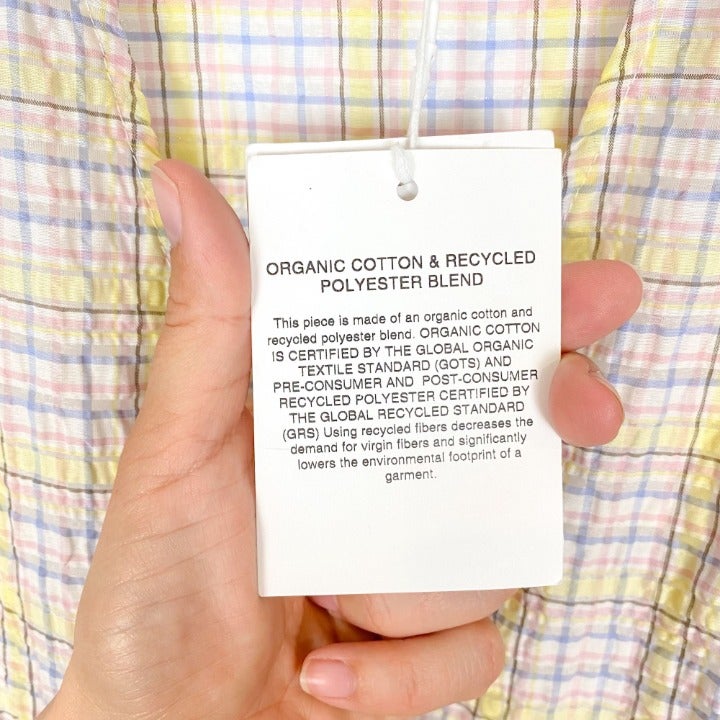 ORGANIC COTTON & RECYCLED
POLYESTER BLEND
This piece is made of an organic cotton and
recycled polyester blend. ORGANIC COTTON
IS CERTIFIED BY THE GLOBAL ORGANIC
TEXTILE STANDARD (GOTS) AND
PRE-CONSUMER AND POST-CONSUMER
RECYCLED POLYESTER CERTIFIED BY
THE GLOBAL RECYCLED STANDARD
(GRS) Using recycled fibers decreases the
demand for virgin fibers and significantly
lowers the environmental footprint of a
garment.